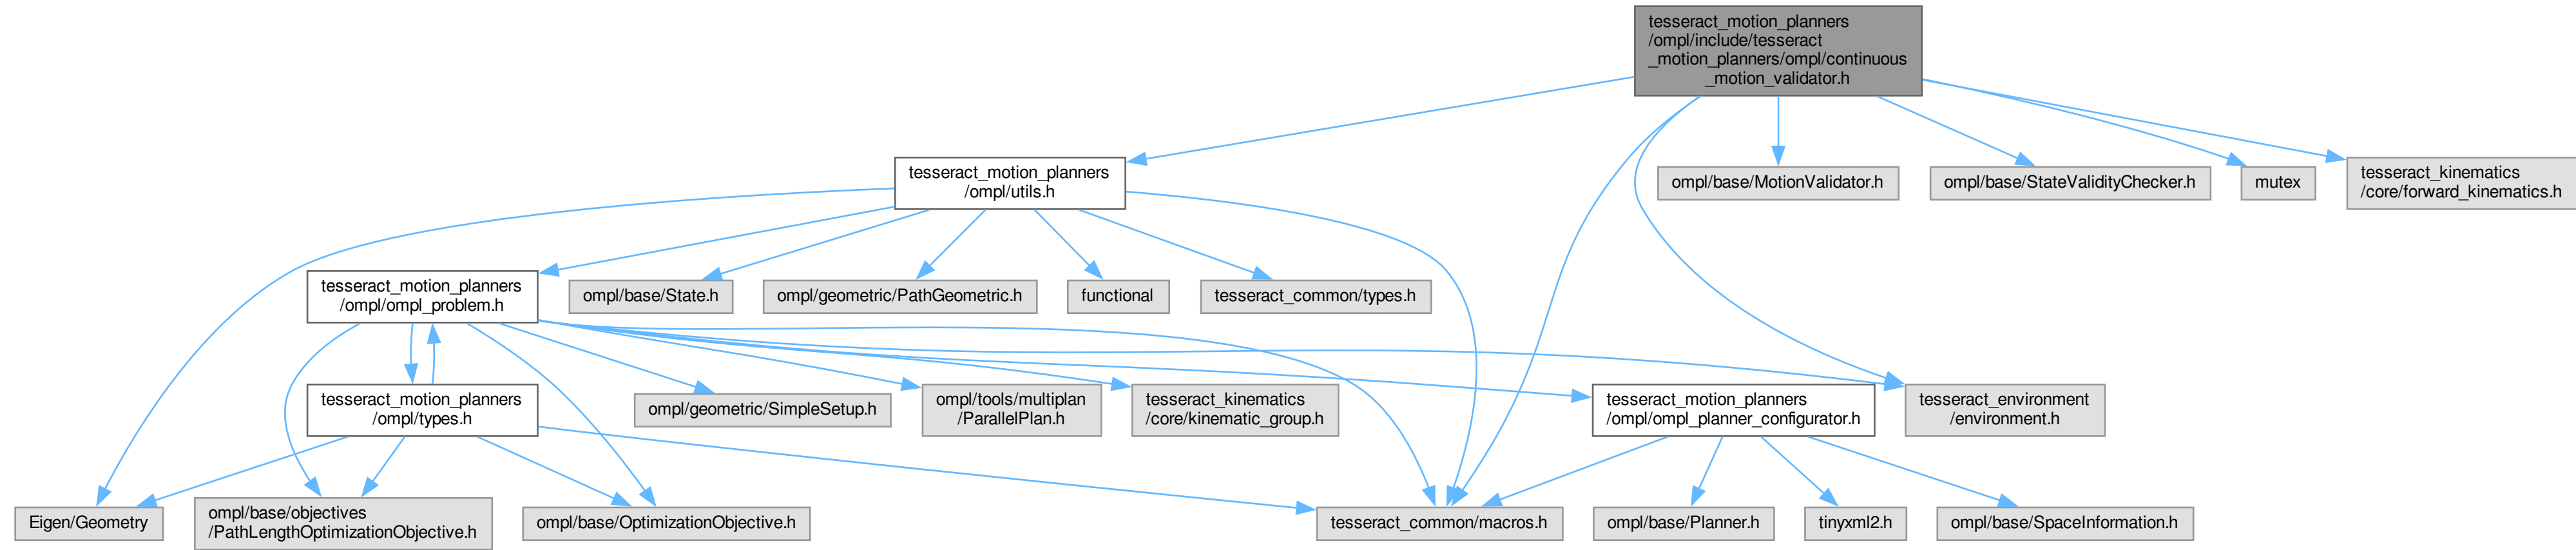 tesseract_motion_planners
/ompl/include/tesseract
_motion_planners/ompl/continuous
_motion_validator.h
tesseract_motion_planners
/ompl/utils.h
ompl/base/MotionValidator.h
ompl/base/StateValidityChecker.h
mutex
tesseract_kinematics
/core/forward_kinematics.h
tesseract_motion_planners
/ompl/ompl_problem.h
ompl/base/State.h
ompl/geometric/PathGeometric.h
functional
tesseract_common/types.h
tesseract_motion_planners
/ompl/types.h
ompl/geometric/SimpleSetup.h
ompl/tools/multiplan
/ParallelPlan.h
tesseract_kinematics
/core/kinematic_group.h
tesseract_motion_planners
/ompl/ompl_planner_configurator.h
tesseract_environment
/environment.h
Eigen/Geometry
ompl/base/objectives
/PathLengthOptimizationObjective.h
ompl/base/OptimizationObjective.h
tesseract_common/macros.h
ompl/base/Planner.h
tinyxml2.h
ompl/base/SpaceInformation.h